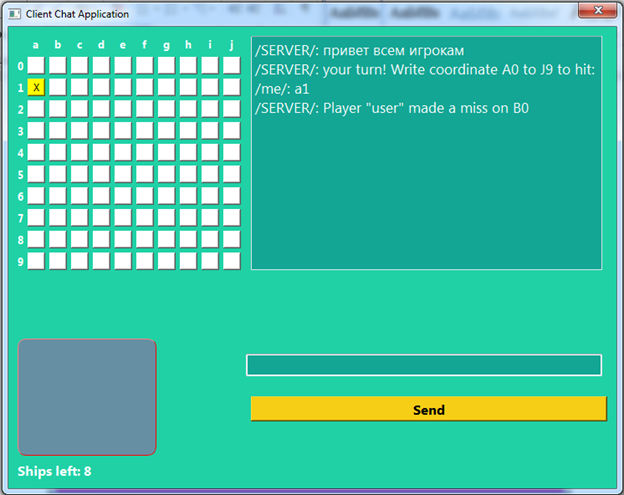 Client Chat Application
a b c d e f g h i j
0
1 X
2
3
4
5
6
7
8
9
/SERVER/: привет всем игрокам
/SERVER/: your turn! Write coordinate A0 to J9 to hit:
/me/: a1
/SERVER/: Player "user" made a miss on B0
Send
Ships left: 8